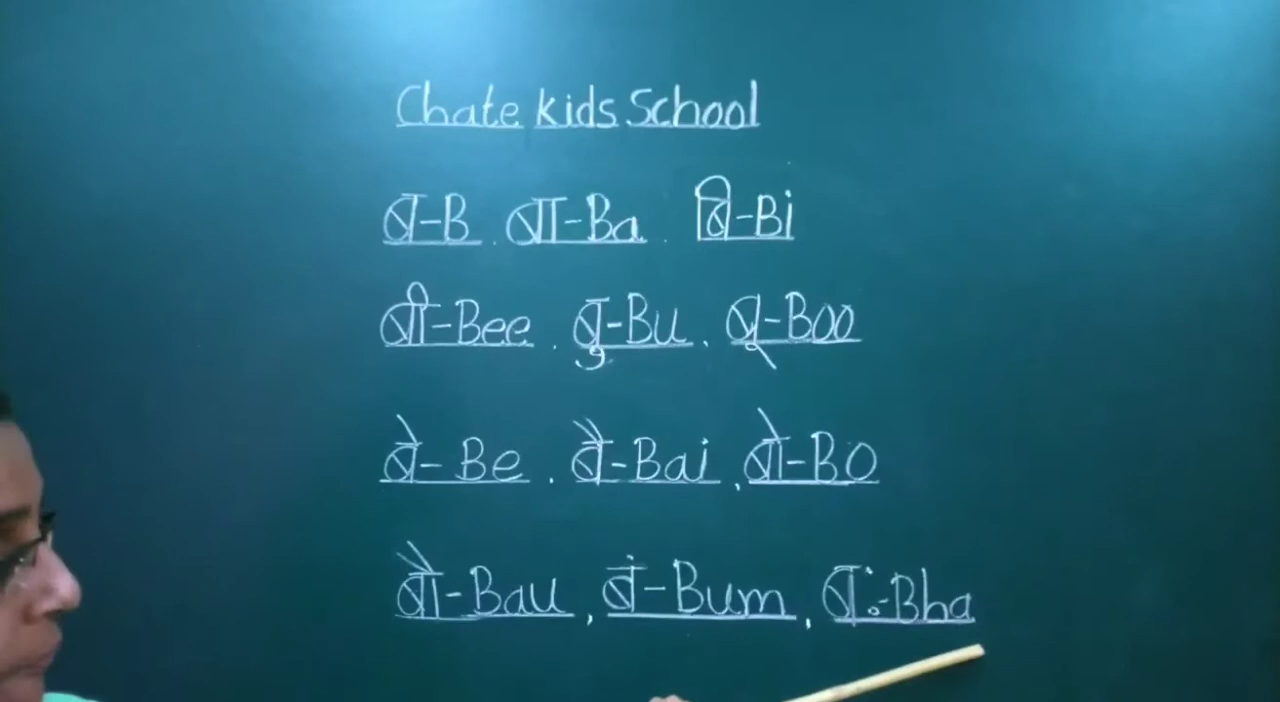 Chate kids School
ब-B . बा-Ba . बि-Bi
बी-Bee . बु-Bu . बू-Boo
बे-Be . बै-Bai , बो-BO
बौ-Bau , बं-Bum , बः-Bha